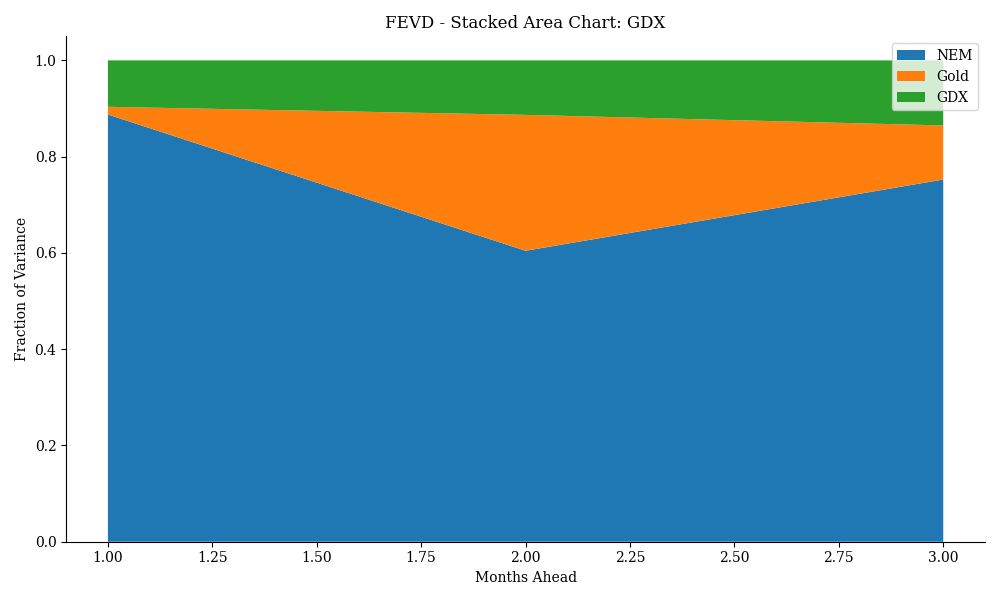 FEVD - Stacked Area Chart: GDX
NEM
Gold
GDX
Fraction of Variance
1.0
0.8
0.6
0.4
0.2
0.0
1.00 1.25 1.50 1.75 2.00 2.25 2.50 2.75 3.00
Months Ahead